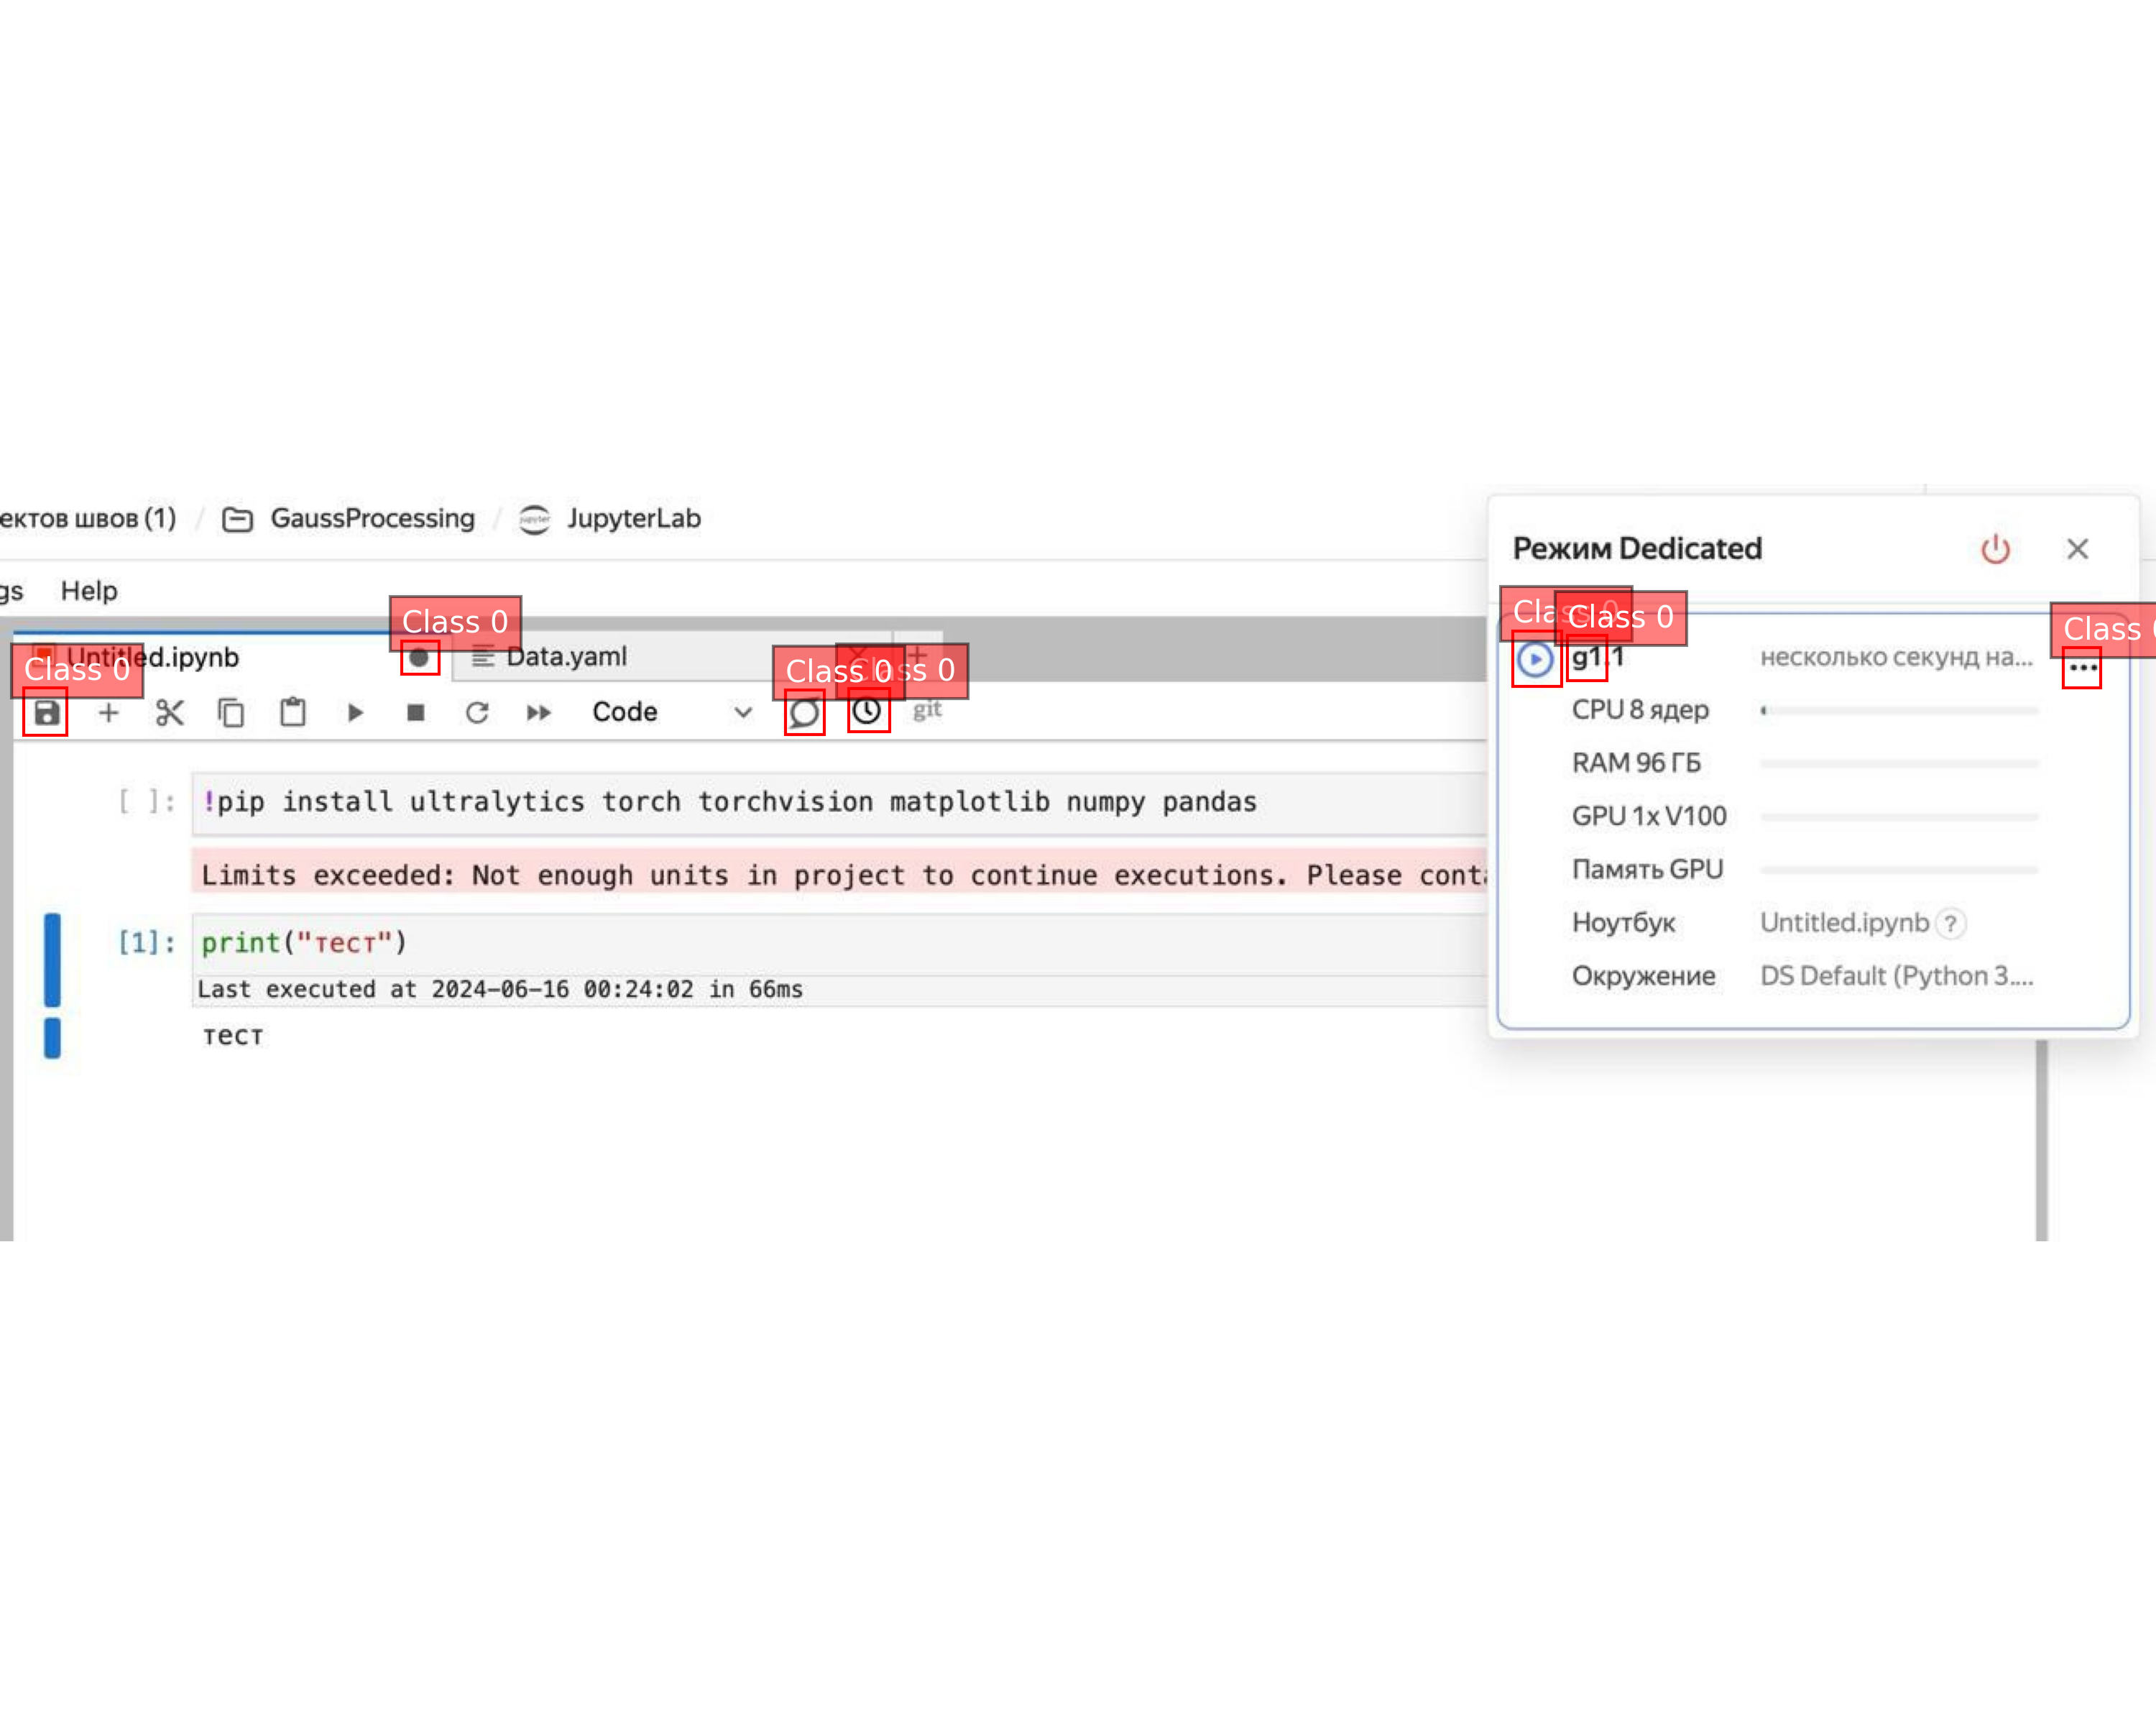 ектов швов (1) / GaussProcessing / JupyterLab
gs Help
Untitled.ipynb Data.yaml
Class 0
Class 0
Class 0
Class 0
Code git
[ ]: !pip install ultralytics torch torchvision matplotlib numpy pandas
Limits exceeded: Not enough units in project to continue executions. Please conta
[1]: print("тест")
Last executed at 2024-06-16 00:24:02 in 66ms
тест
Режим Dedicated
Class 0
Class 0
Class 0
g1.1 несколько секунд на...
CPU 8 ядер
RAM 96 ГБ
GPU 1x V100
Память GPU
Ноутбук Untitled.ipynb ?
Окружение DS Default (Python 3....